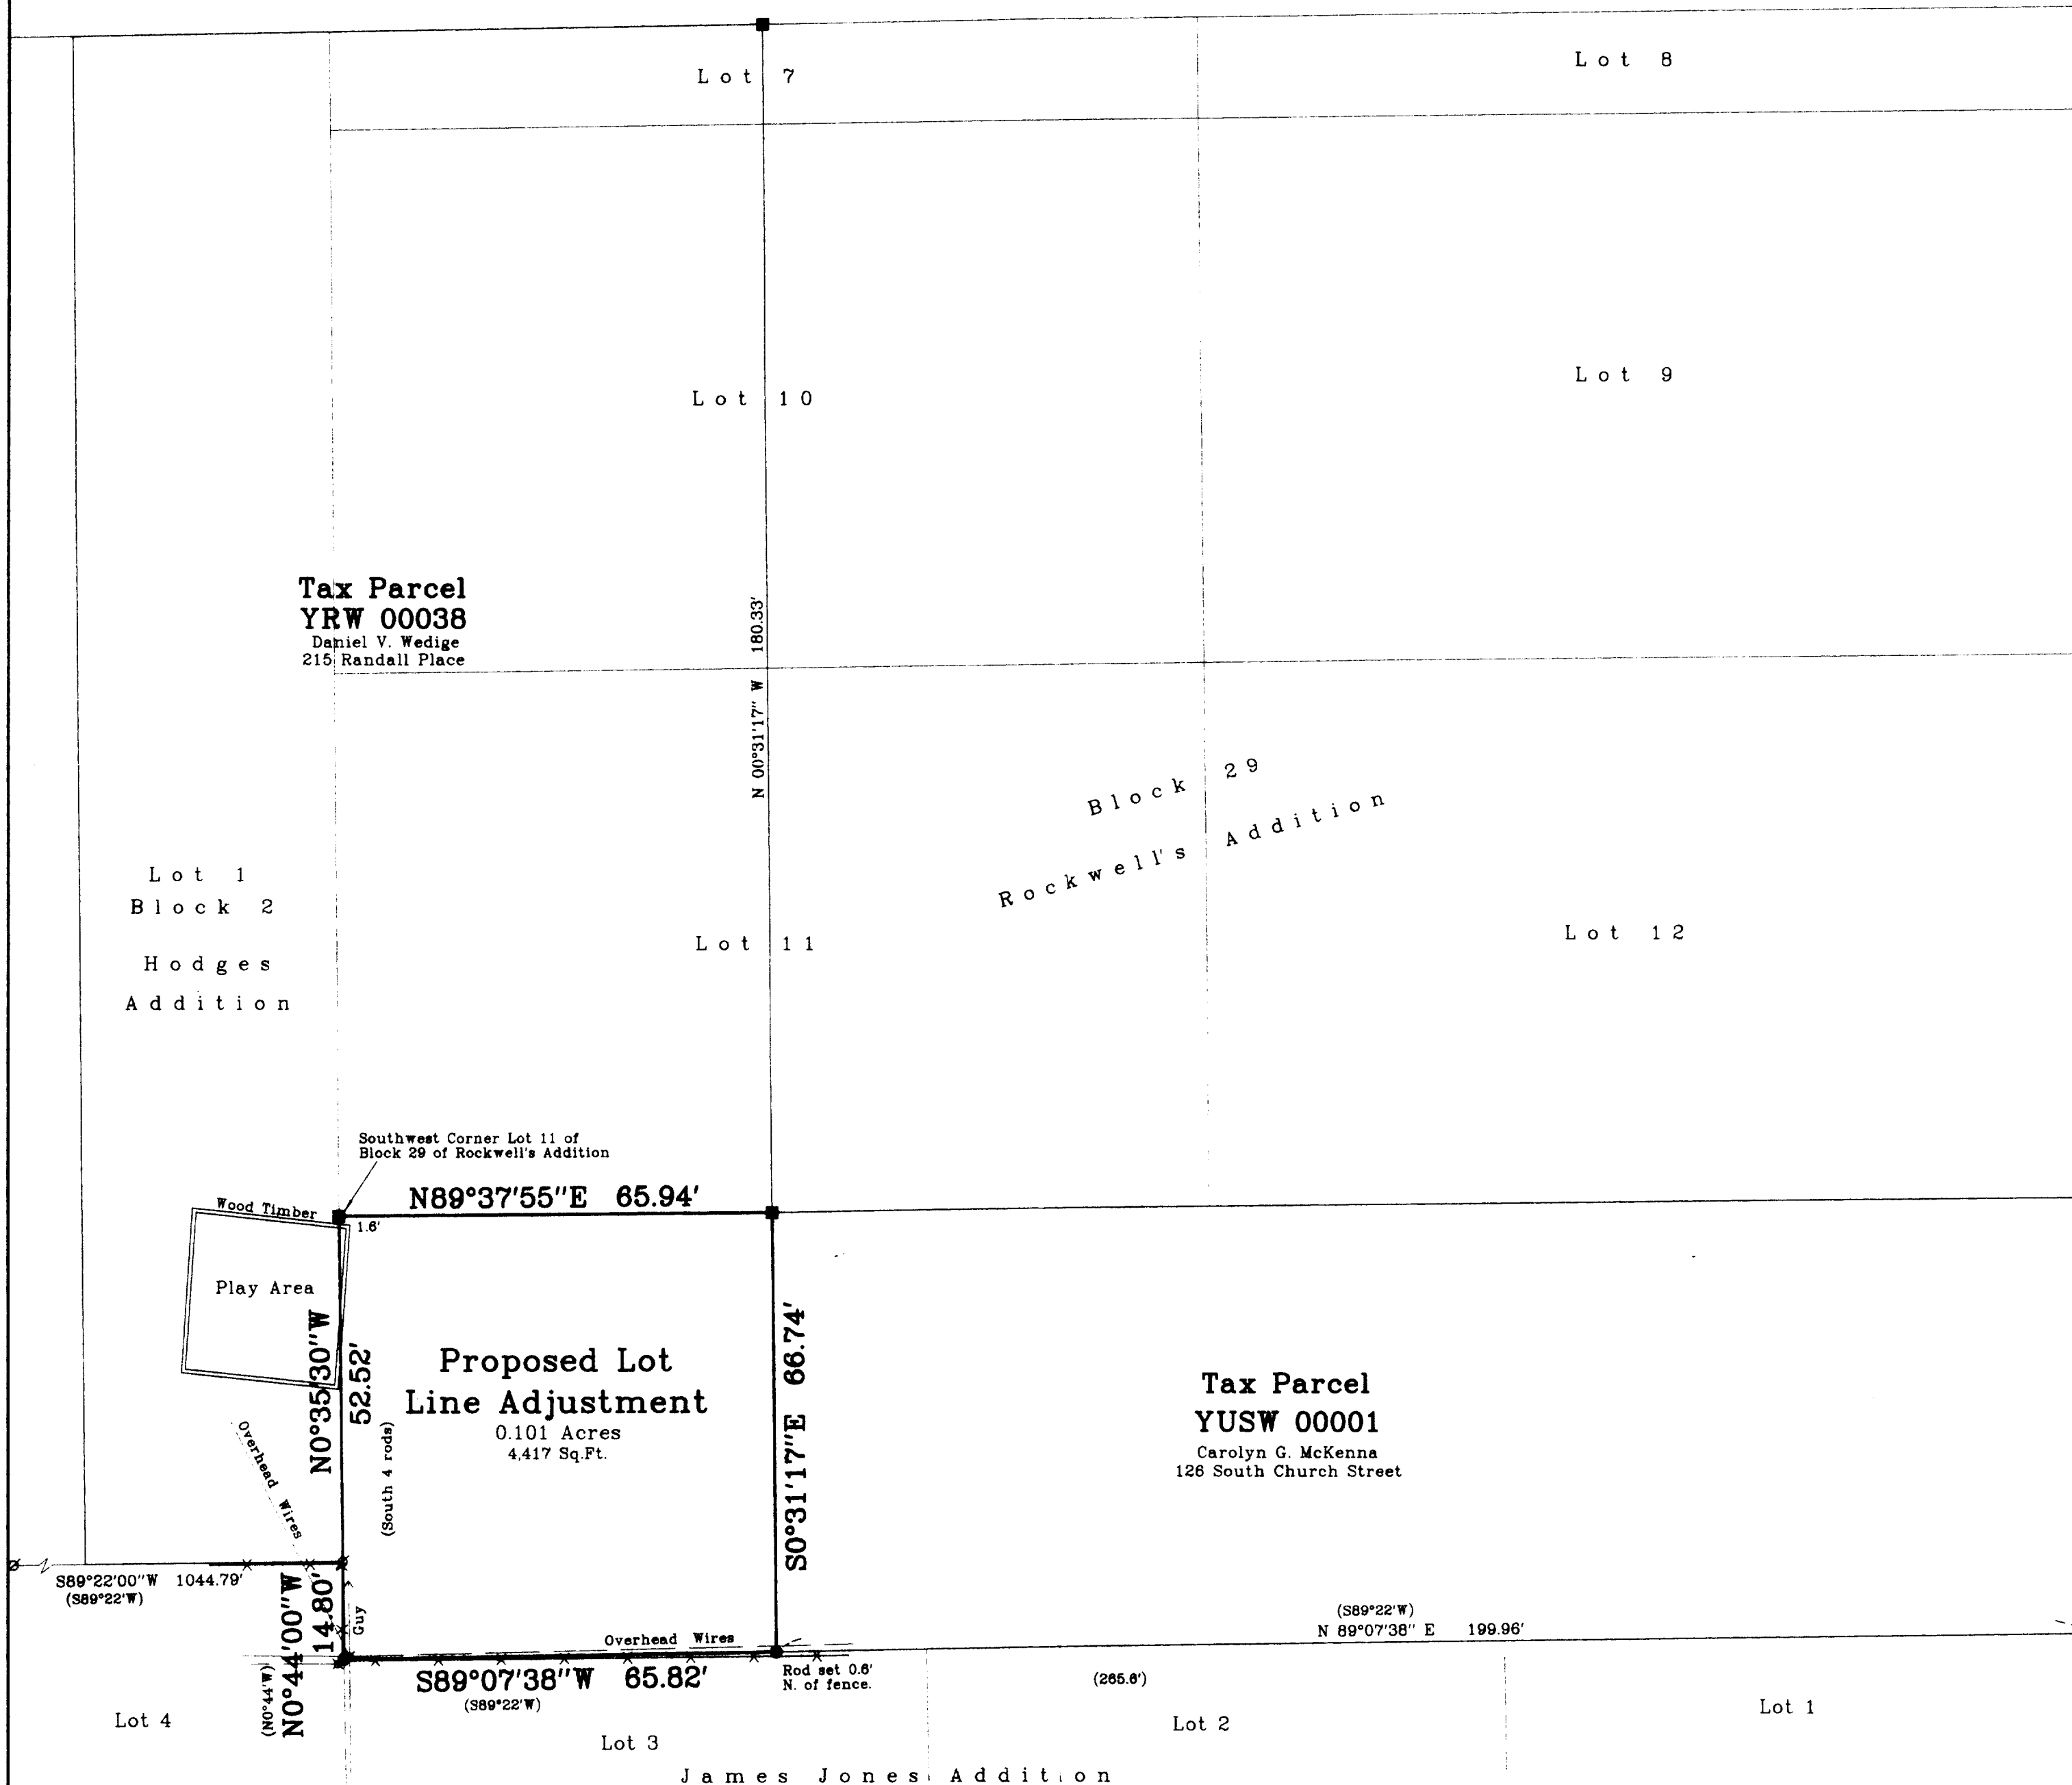 Lot 7
Lot 8
Lot 10
Lot 9
Tax Parcel
YRW 00038
Daniel V. Wedige
215 Randall Place
N 00°31'17" W 180.33'
Block 29
Rockwell's Addition
Lot 1
Block 2
Hodges
Addition
Lot 11
Lot 12
Southwest Corner Lot 11 of
Block 29 of Rockwell's Addition
N89°37'55"E 65.94'
Wood Timber
1.6'
Play Area
N0°35'30"W
52.52'
(South 4 rods)
Proposed Lot
Line Adjustment
0.101 Acres
4,417 Sq.Ft.
S0°31'17"E 66.74'
Tax Parcel
YUSW 00001
Carolyn G. McKenna
126 South Church Street
Overhead Wires
S89°22'00"W 1044.79'
(S89°22'W)
N0°44'00"W
14.80'
(N0°44'W)
Guy
Overhead Wires
S89°07'38"W 65.82'
(S89°22'W)
Rod set 0.6'
N. of fence.
(S89°22'W)
N 89°07'38" E 199.96'
(265.6')
Lot 4
Lot 3
Lot 2
Lot 1
James Jones Addition